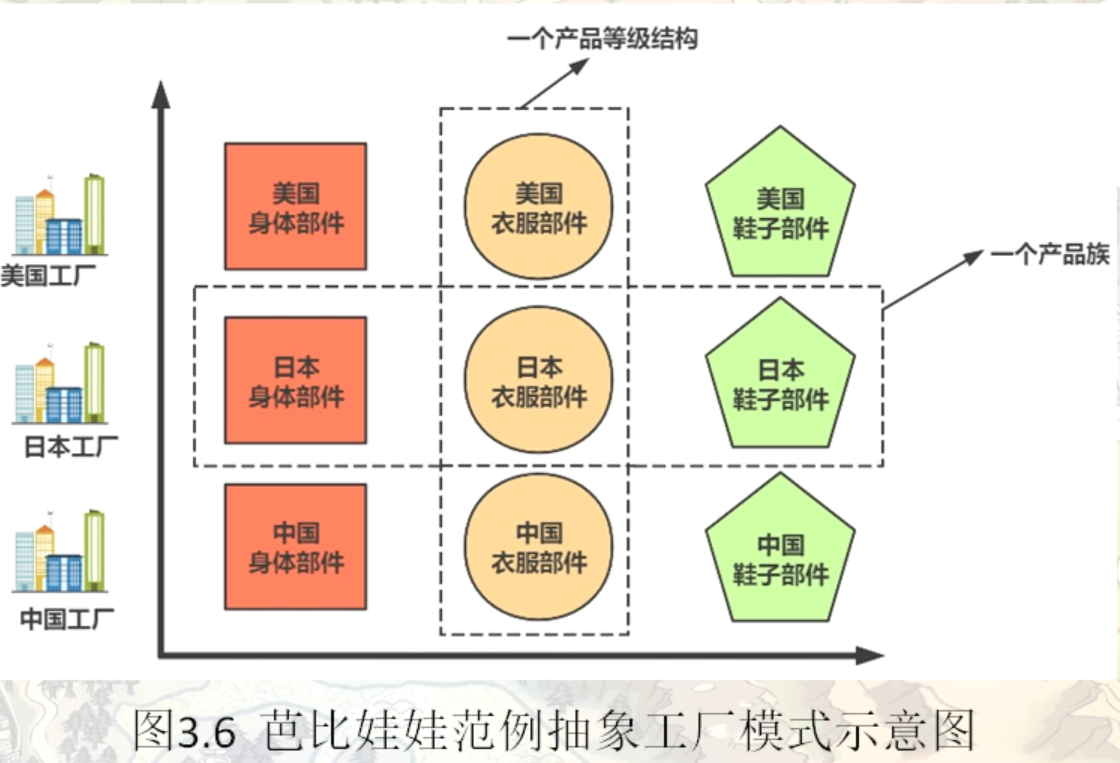 一个产品等级结构
美国
身体部件
美国
衣服部件
美国
鞋子部件
美国工厂
一个产品族
日本
身体部件
日本
衣服部件
日本
鞋子部件
日本工厂
中国
身体部件
中国
衣服部件
中国
鞋子部件
中国工厂
图3.6 芭比娃娃范例抽象工厂模式示意图